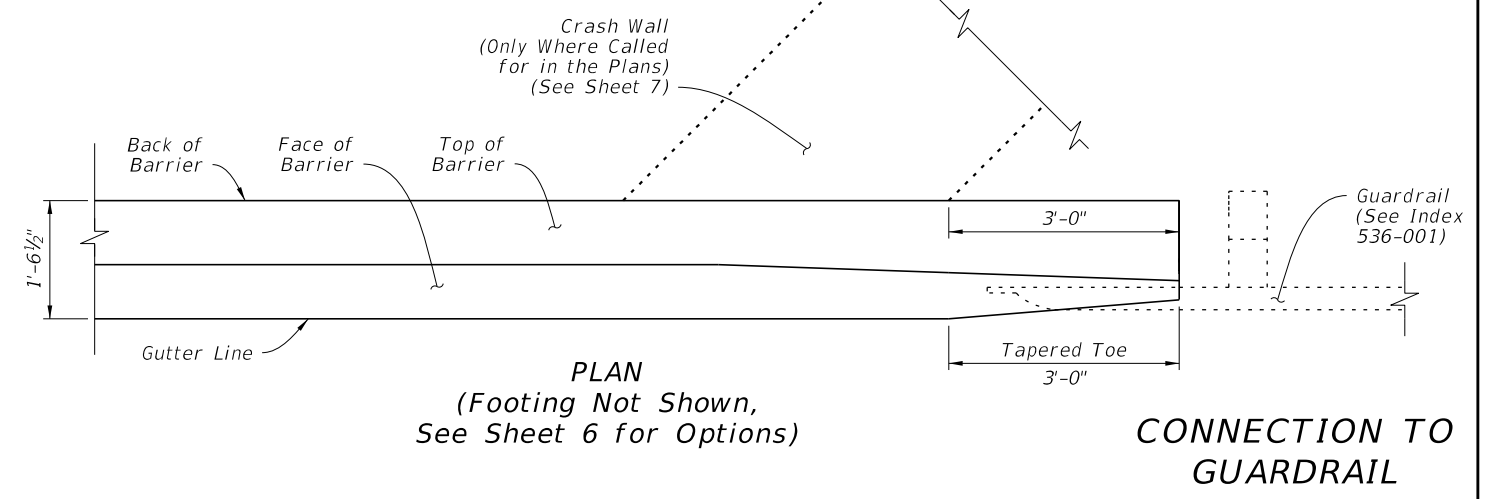 Crash Wall
(Only Where Called
for in the Plans)
(See Sheet 7)
Back of
Barrier
Face of
Barrier
Top of
Barrier
3'-0"
Guardrail
(See Index
536-001)
1'-6½"
Gutter Line
Tapered Toe
3'-0"
PLAN
(Footing Not Shown,
See Sheet 6 for Options)
CONNECTION TO
GUARDRAIL